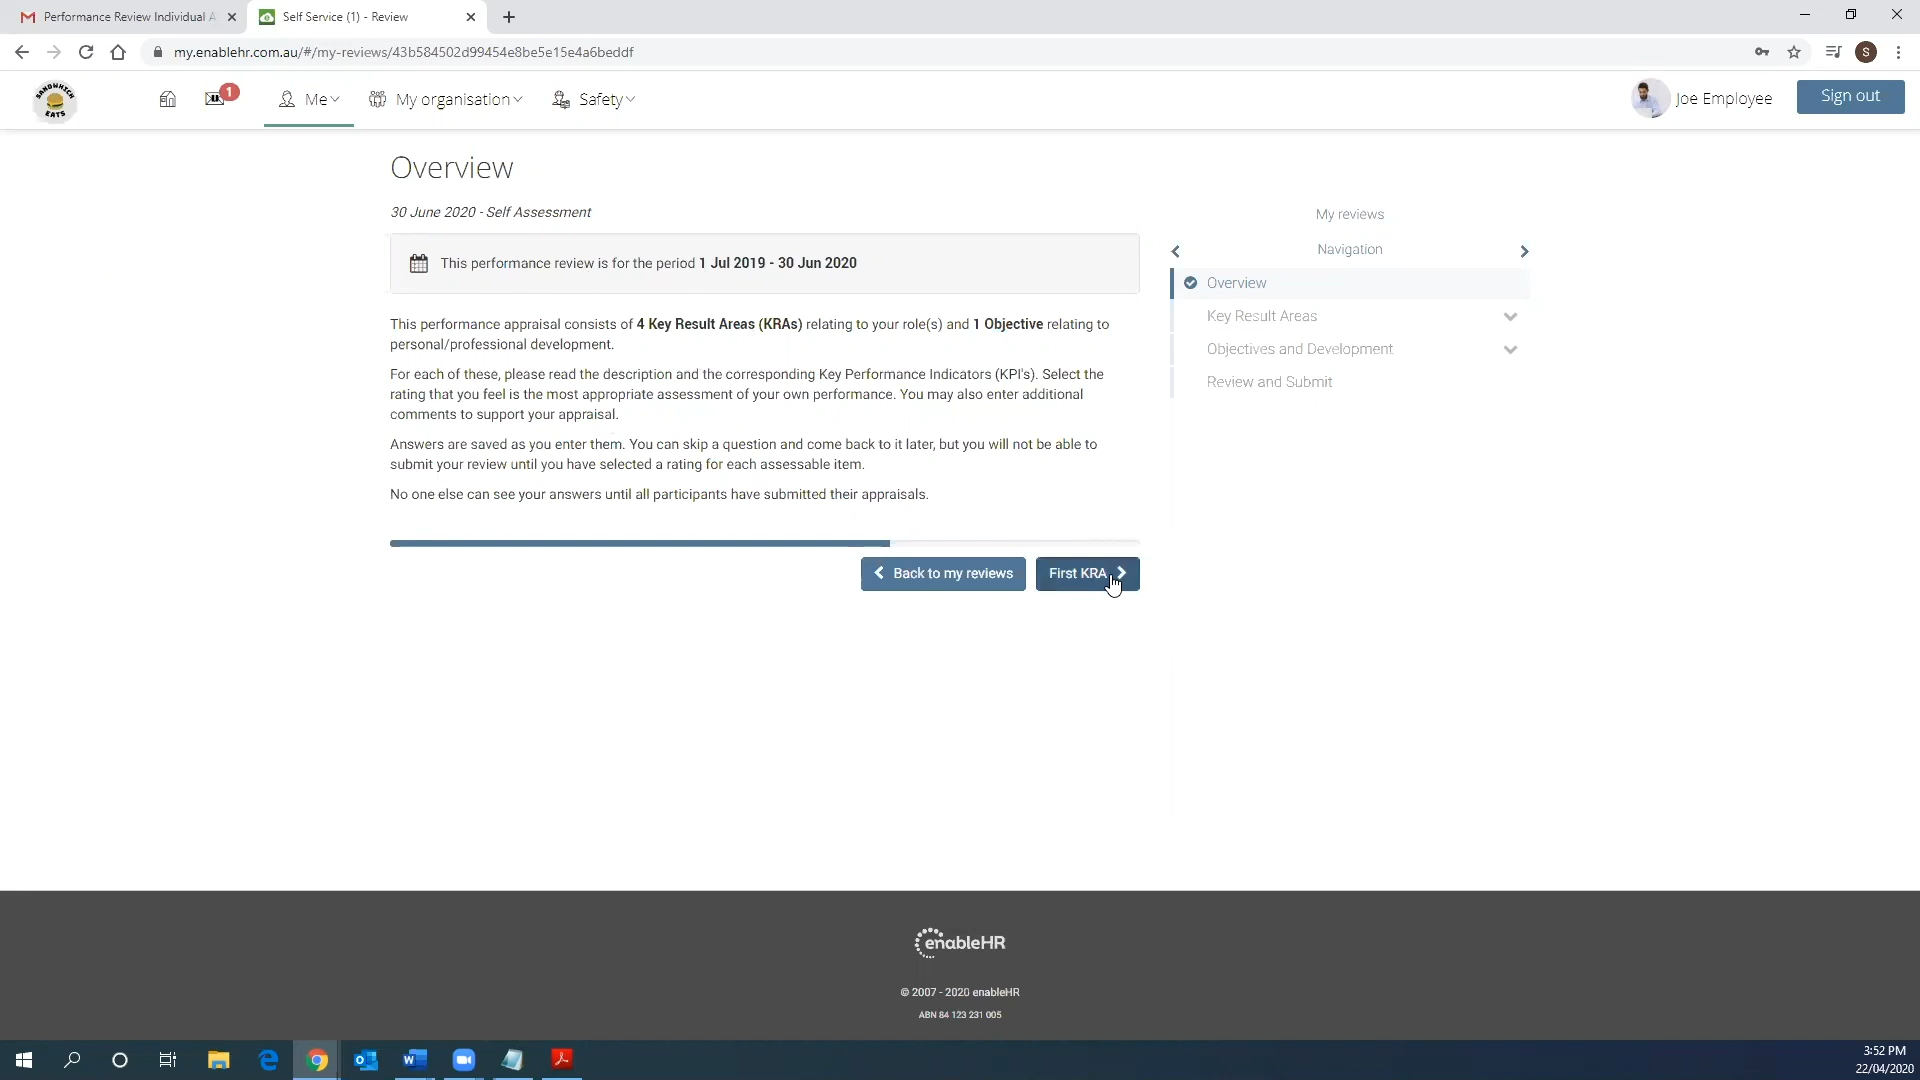 Performance Review Individual A
Self Service (1) - Review
my.enablehr.com.au/#/my-reviews/43b584502d99454e8be5e15e4a6beddf
S
SANDWHICH
EATS
1
Me
My organisation
Safety
Joe Employee
Sign out
Overview
30 June 2020 - Self Assessment
This performance review is for the period 1 Jul 2019 - 30 Jun 2020
This performance appraisal consists of 4 Key Result Areas (KRAs) relating to your role(s) and 1 Objective relating to
personal/professional development.
For each of these, please read the description and the corresponding Key Performance Indicators (KPI's). Select the
rating that you feel is the most appropriate assessment of your own performance. You may also enter additional
comments to support your appraisal.
Answers are saved as you enter them. You can skip a question and come back to it later, but you will not be able to
submit your review until you have selected a rating for each assessable item.
No one else can see your answers until all participants have submitted their appraisals.
Back to my reviews
First KRA
My reviews
Navigation
Overview
Key Result Areas
Objectives and Development
Review and Submit
enableHR
© 2007 - 2020 enableHR
ABN 84 123 231 005
3:52 PM
22/04/2020